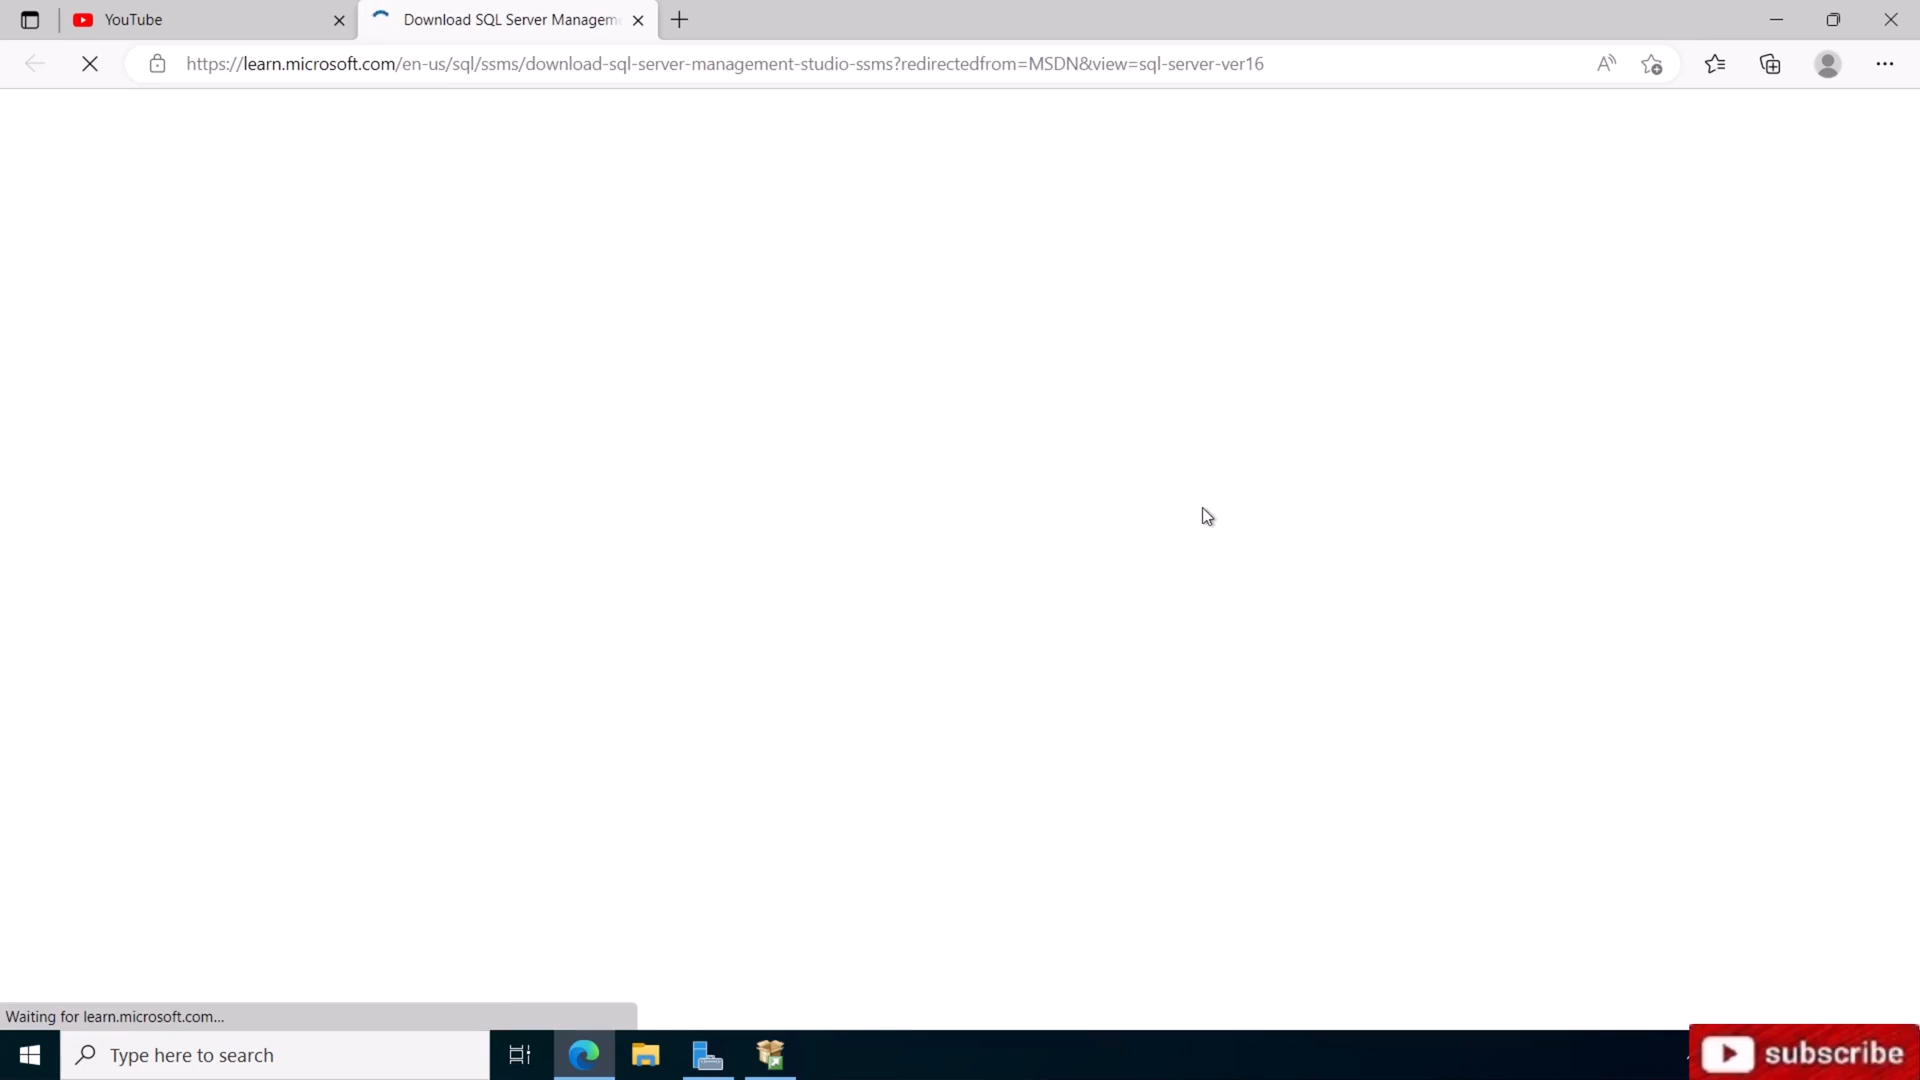 YouTube
Download SQL Server Managem
https://learn.microsoft.com/en-us/sql/ssms/download-sql-server-management-studio-ssms?redirectedfrom=MSDN&view=sql-server-ver16
Waiting for learn.microsoft.com...
Type here to search
subscribe